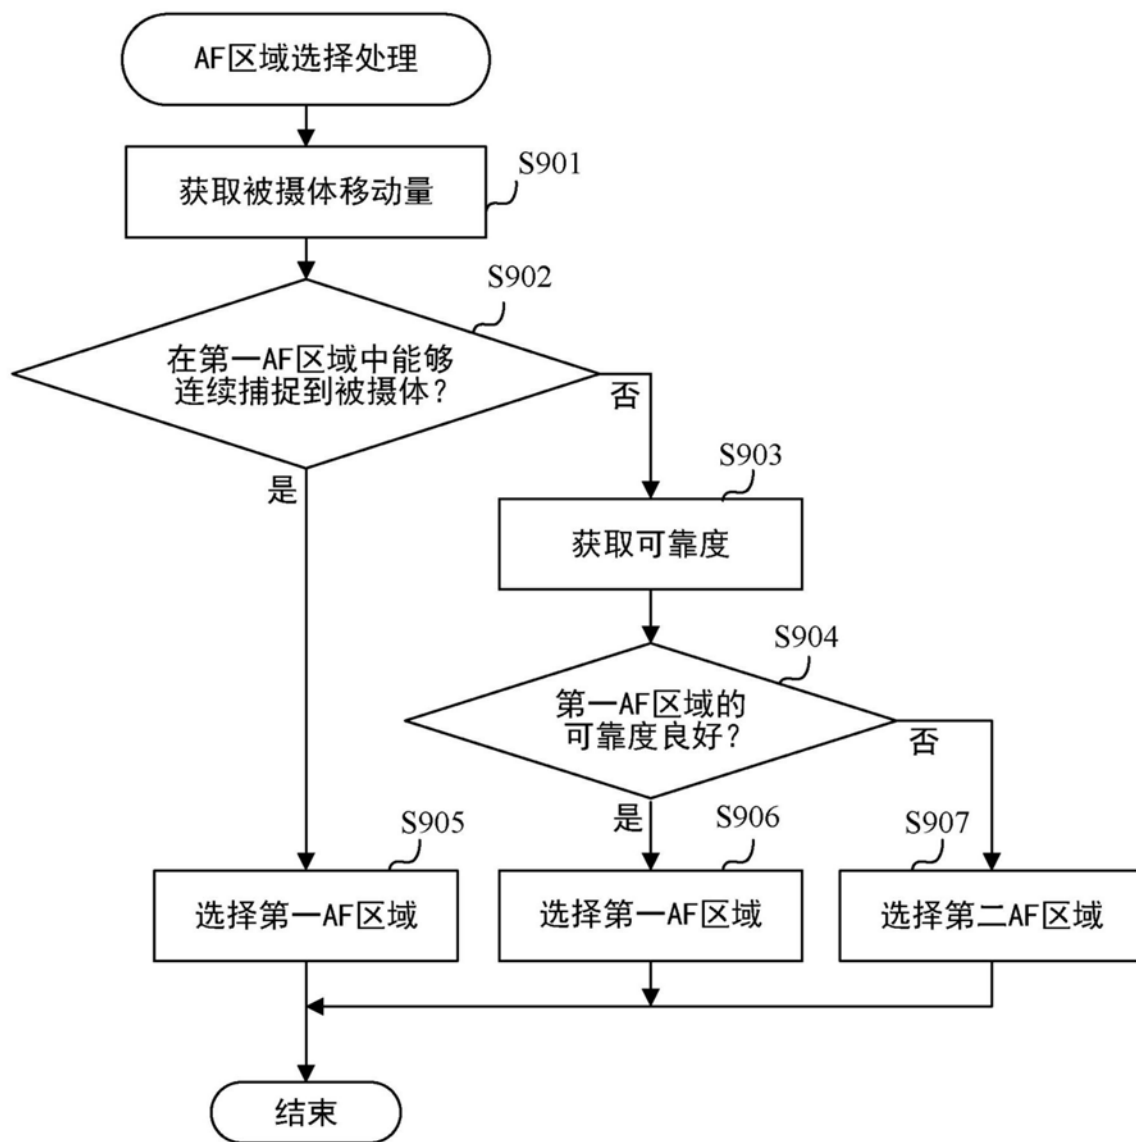 AF区域选择处理
S901
获取被摄体移动量
S902
在第一AF区域中能够
连续捕捉到被摄体?
否
是
S903
获取可靠度
S904
第一AF区域的
可靠度良好?
否
是
S905
选择第一AF区域
S906
选择第一AF区域
S907
选择第二AF区域
结束